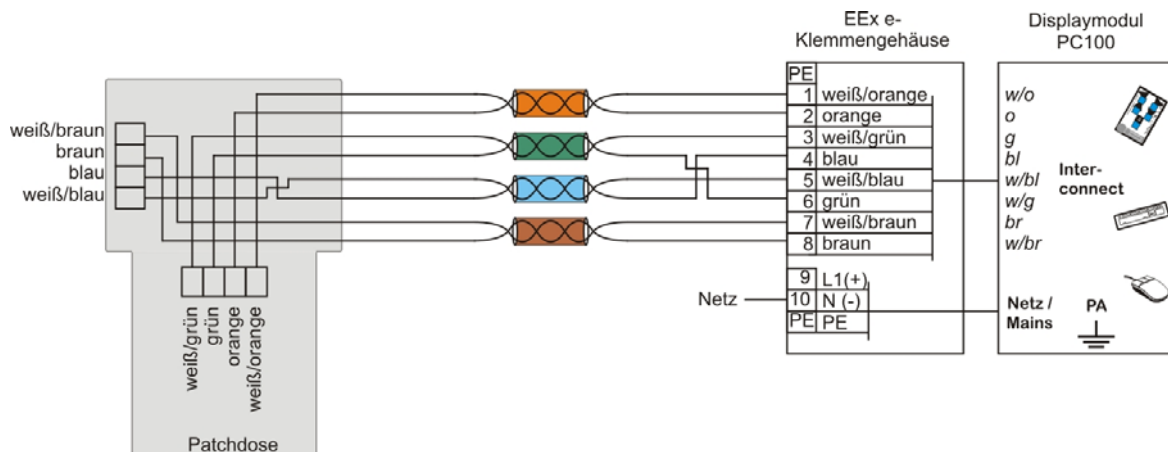 EEx e-
Klemmengehäuse
Displaymodul
PC100
weiß/braun
braun
blau
weiß/blau
weiß/grün
grün
orange
weiß/orange
Patchdose
PE
1 weiß/orange
2 orange
3 weiß/grün
4 blau
5 weiß/blau
6 grün
7 weiß/braun
8 braun
9 L1(+)
10 N (-)
PE PE
Netz
w/o
o
g
bl
w/bl
w/g
br
w/br
Inter-
connect
Netz /
Mains
PA